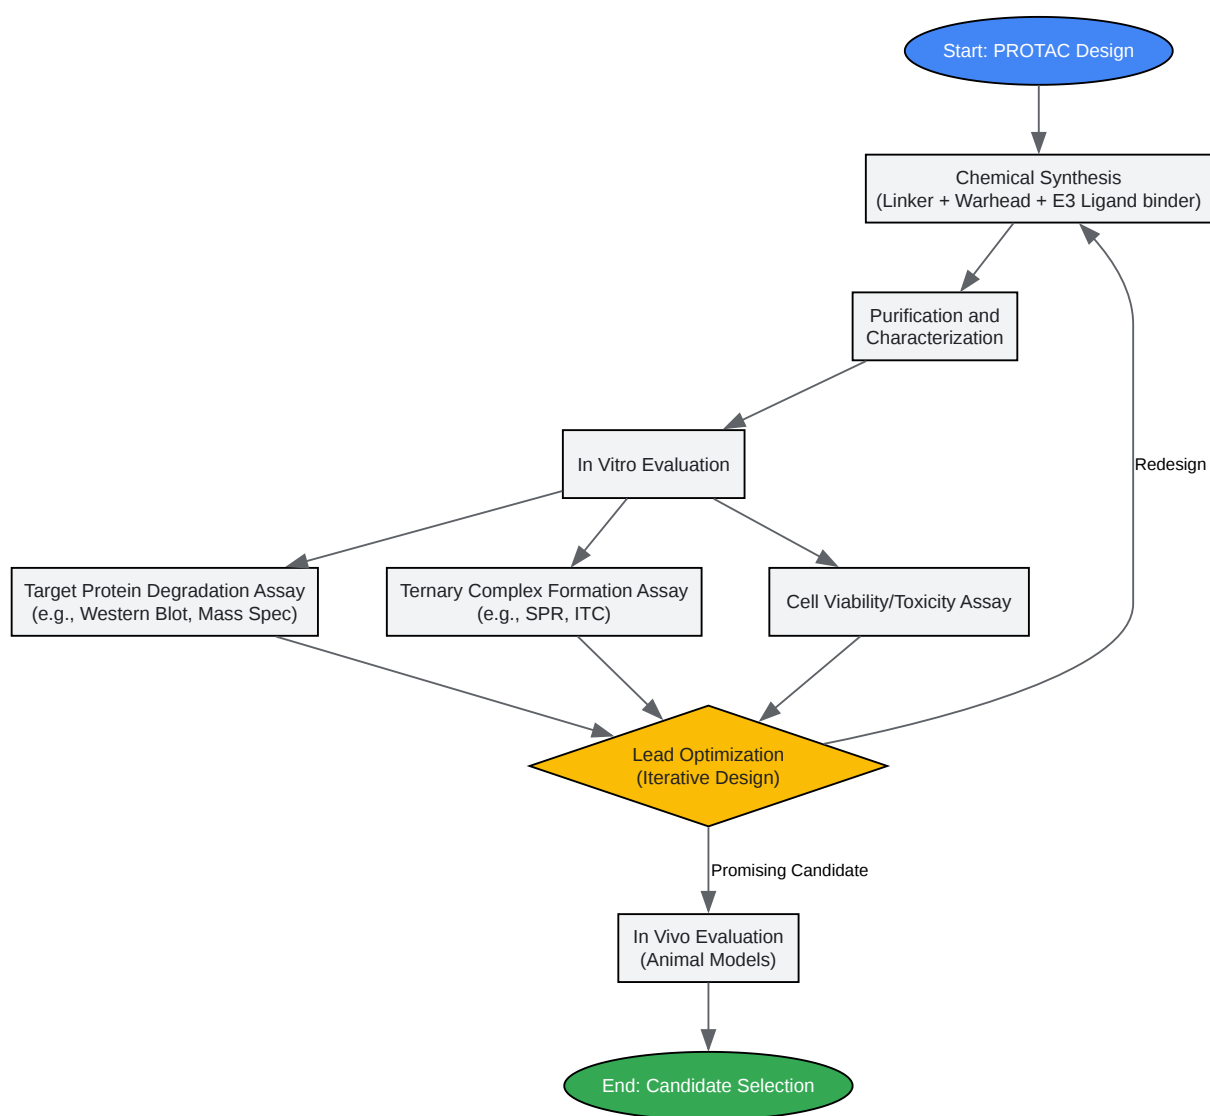 Start: PROTAC Design
Chemical Synthesis
(Linker + Warhead + E3 Ligand binder)
Purification and
Characterization
In Vitro Evaluation
Redesign
Target Protein Degradation Assay
(e.g., Western Blot, Mass Spec)
Ternary Complex Formation Assay
(e.g., SPR, ITC)
Cell Viability/Toxicity Assay
Lead Optimization
(Iterative Design)
Promising Candidate
In Vivo Evaluation
(Animal Models)
End: Candidate Selection